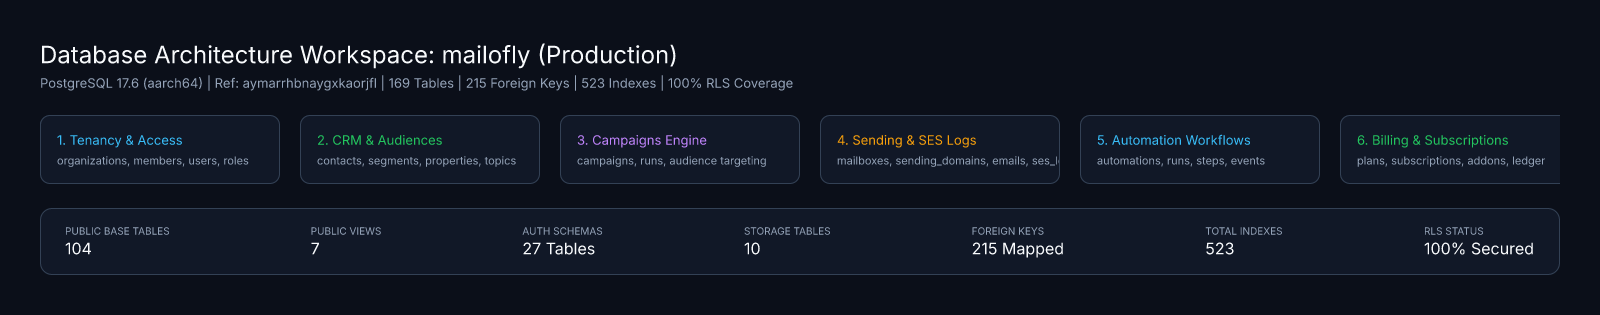 Database Architecture Workspace: mailofly (Production)
PostgreSQL 17.6 (aarch64) | Ref: aymarrhbnaygxkaorjfl | 169 Tables | 215 Foreign Keys | 523 Indexes | 100% RLS Coverage
1. Tenancy & Access
organizations, members, users, roles
2. CRM & Audiences
contacts, segments, properties, topics
3. Campaigns Engine
campaigns, runs, audience targeting
4. Sending & SES Logs
mailboxes, sending_domains, emails,
5. Automation Workflows
automations, runs, steps, events
6. Billing & Subscriptions
plans, subscriptions, addons, ledger
PUBLIC BASE TABLES
104
PUBLIC VIEWS
7
AUTH SCHEMAS
27 Tables
STORAGE TABLES
10
FOREIGN KEYS
215 Mapped
TOTAL INDEXES
523
RLS STATUS
100% Secured